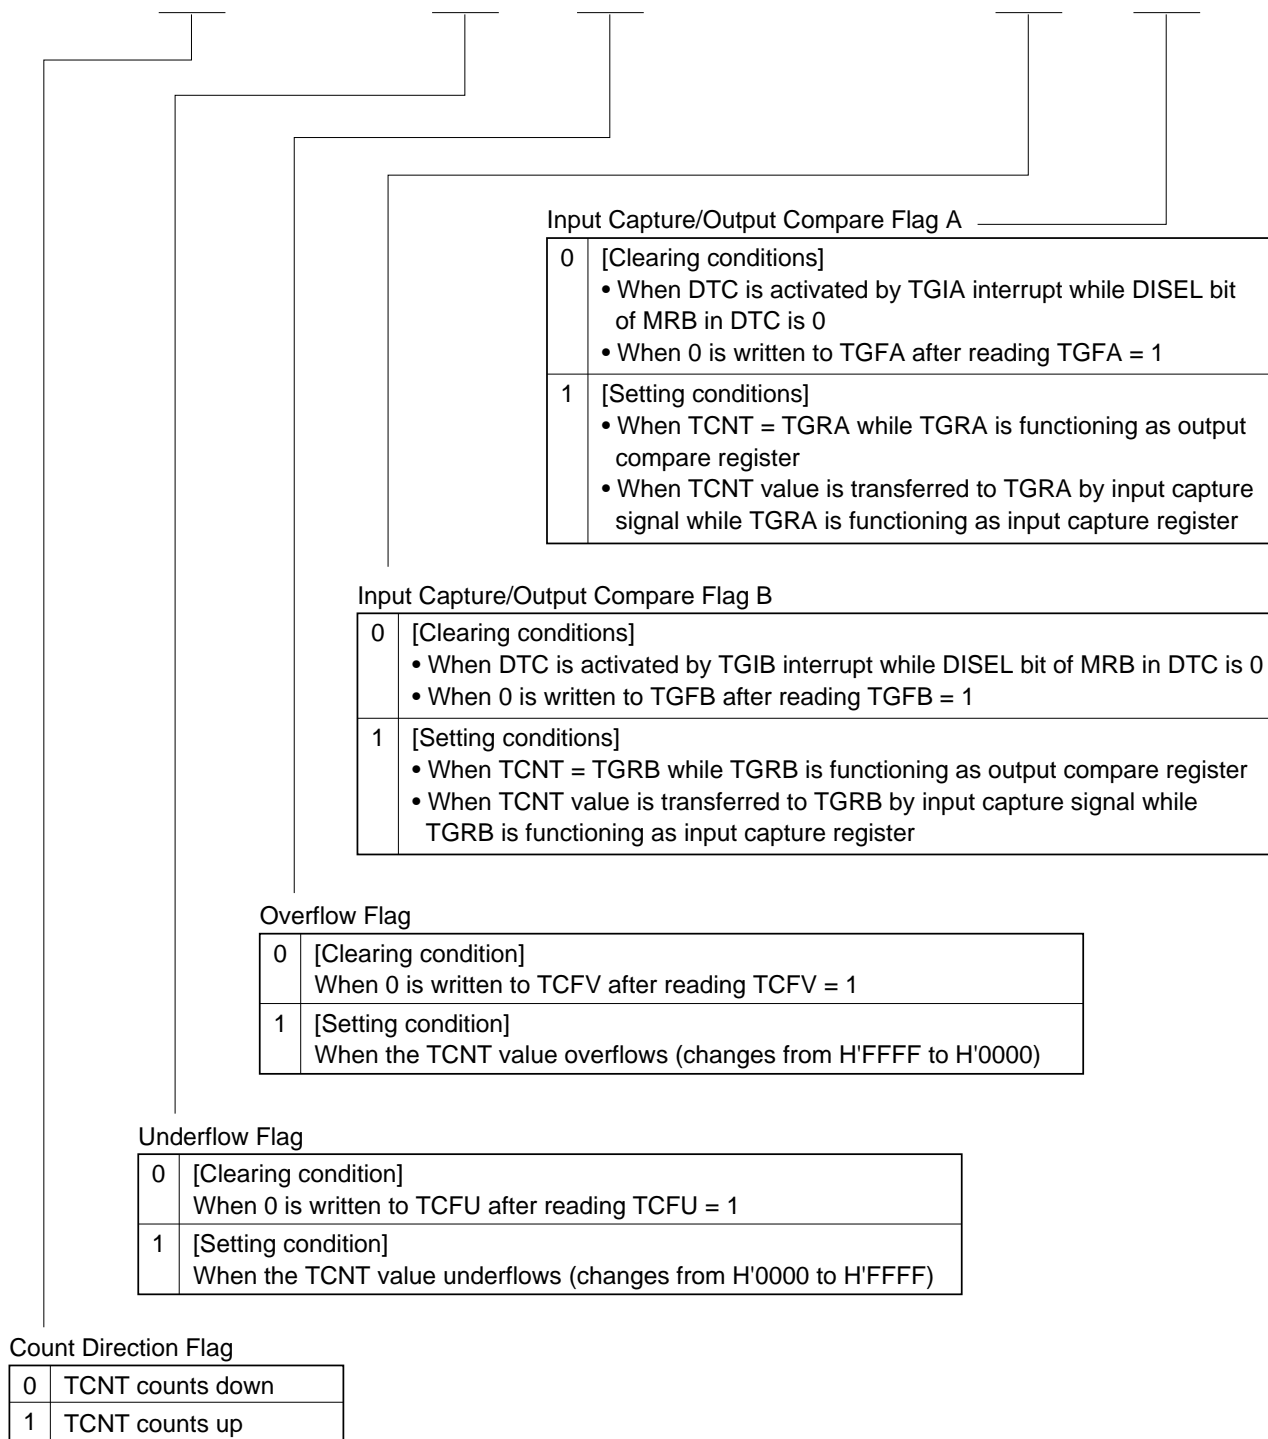 Input Capture/Output Compare Flag A
0 [Clearing conditions]
• When DTC is activated by TGIA interrupt while DISEL bit
of MRB in DTC is 0
• When 0 is written to TGFA after reading TGFA = 1
1 [Setting conditions]
• When TCNT = TGRA while TGRA is functioning as output
compare register
• When TCNT value is transferred to TGRA by input capture
signal while TGRA is functioning as input capture register
Input Capture/Output Compare Flag B
0 [Clearing conditions]
• When DTC is activated by TGIB interrupt while DISEL bit of MRB in DTC is 0
• When 0 is written to TGFB after reading TGFB = 1
1 [Setting conditions]
• When TCNT = TGRB while TGRB is functioning as output compare register
• When TCNT value is transferred to TGRB by input capture signal while
TGRB is functioning as input capture register
Overflow Flag
0 [Clearing condition]
When 0 is written to TCFV after reading TCFV = 1
1 [Setting condition]
When the TCNT value overflows (changes from H'FFFF to H'0000)
Underflow Flag
0 [Clearing condition]
When 0 is written to TCFU after reading TCFU = 1
1 [Setting condition]
When the TCNT value underflows (changes from H'0000 to H'FFFF)
Count Direction Flag
0 TCNT counts down
1 TCNT counts up